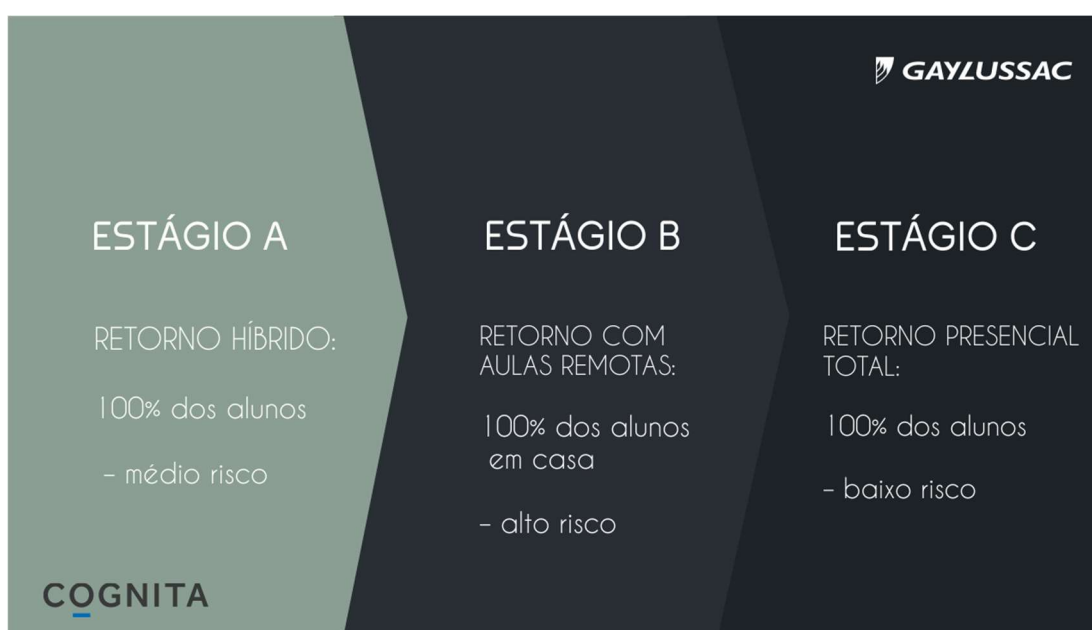 GAYLUSSAC
ESTÁGIO A
RETORNO HÍBRIDO:
100% dos alunos
– médio risco
COGNITA
ESTÁGIO B
RETORNO COM
AULAS REMOTAS:
100% dos alunos
em casa
– alto risco
ESTÁGIO C
RETORNO PRESENCIAL
TOTAL:
100% dos alunos
– baixo risco